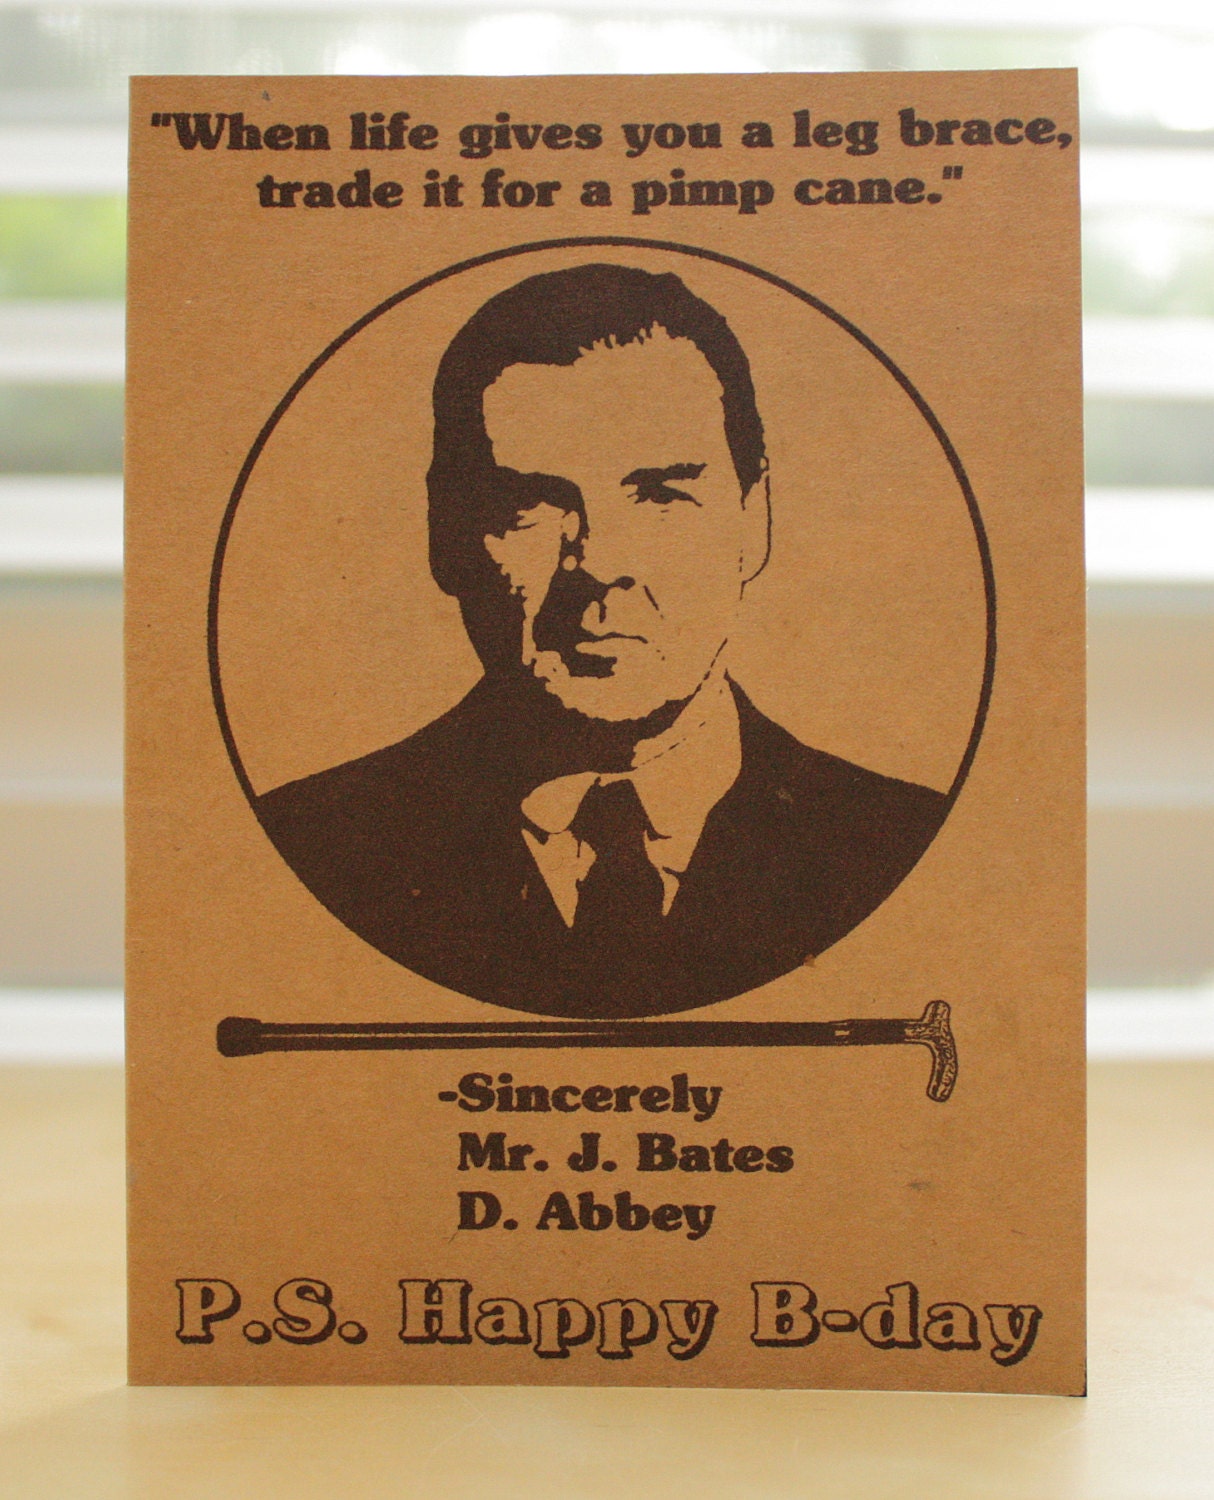 "When life gives you a leg brace,
trade it for a pimp cane."
-Sincerely
Mr. J. Bates
D. Abbey
P.S. Happy B-day